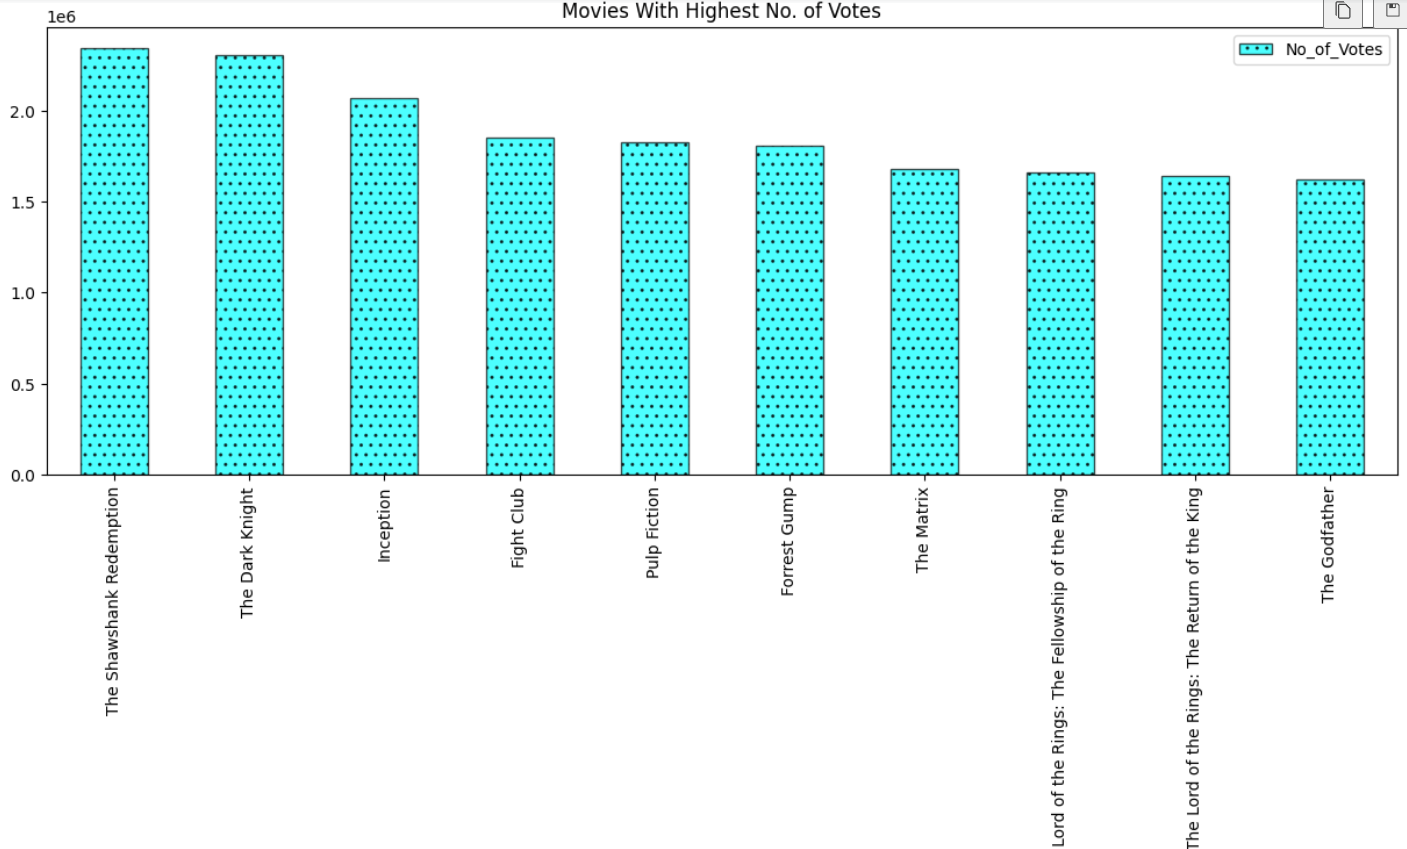 Movies With Highest No. of Votes
1e6
No_of_Votes
2.0
1.5
1.0
0.5
0.0
The Shawshank Redemption
The Dark Knight
Inception
Fight Club
Pulp Fiction
Forrest Gump
The Matrix
Lord of the Rings: The Fellowship of the Ring
The Lord of the Rings: The Return of the King
The Godfather